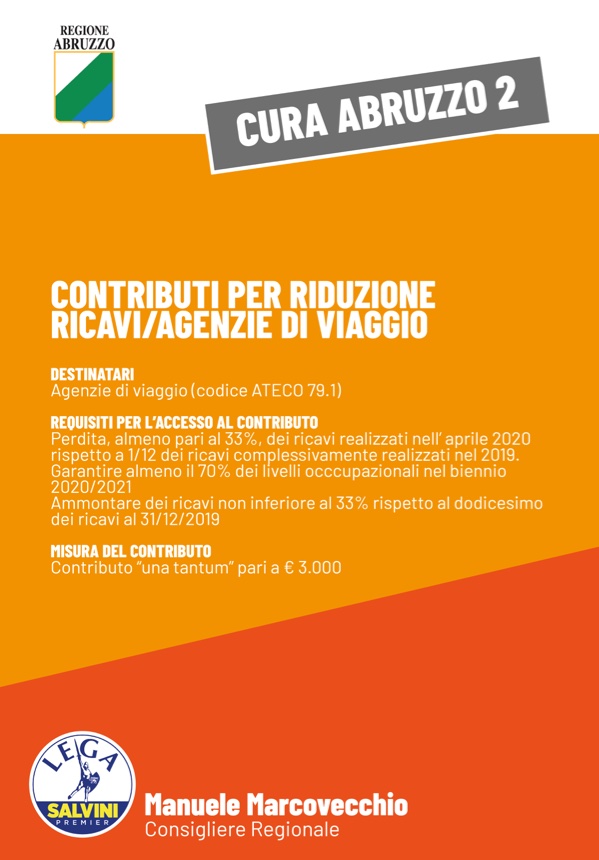 REGIONE
ABRUZZO
CURA ABRUZZO 2
CONTRIBUTI PER RIDUZIONE
RICAVI/AGENZIE DI VIAGGIO
DESTINATARI
Agenzie di viaggio (codice ATECO 79.1)
REQUISITI PER L'ACCESSO AL CONTRIBUTO
Perdita, almeno pari al 33%, dei ricavi realizzati nell' aprile 2020
rispetto a 1/12 dei ricavi complessivamente realizzati nel 2019.
Garantire almeno il 70% dei livelli occcupazionali nel biennio
2020/2021
Ammontare dei ricavi non inferiore al 33% rispetto al dodicesimo
dei ricavi al 31/12/2019
MISURA DEL CONTRIBUTO
Contributo "una tantum" pari a € 3.000
LEGA
SALVINI
PREMIER
Manuele Marcovecchio
Consigliere Regionale